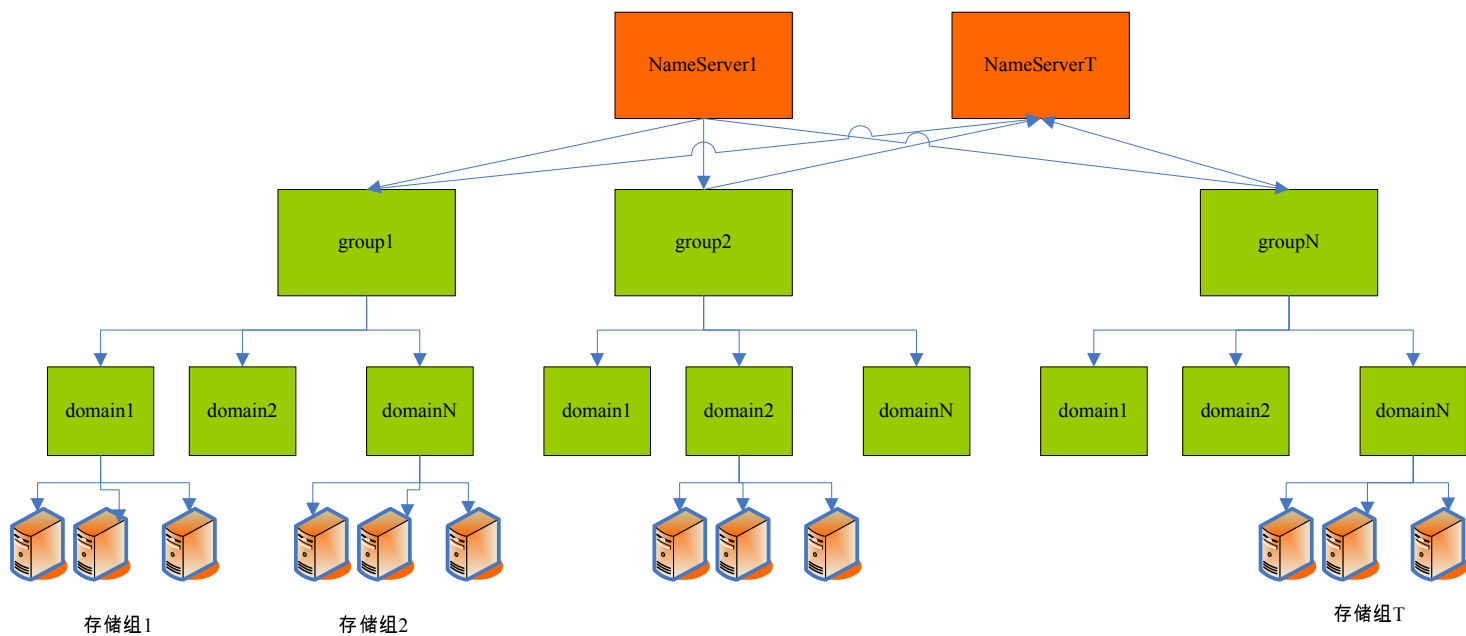 NameServer1
NameServerT
group1
group2
groupN
domain1
domain2
domainN
domain1
domain2
domainN
domain1
domain2
domainN
存储组1
存储组2
存储组T